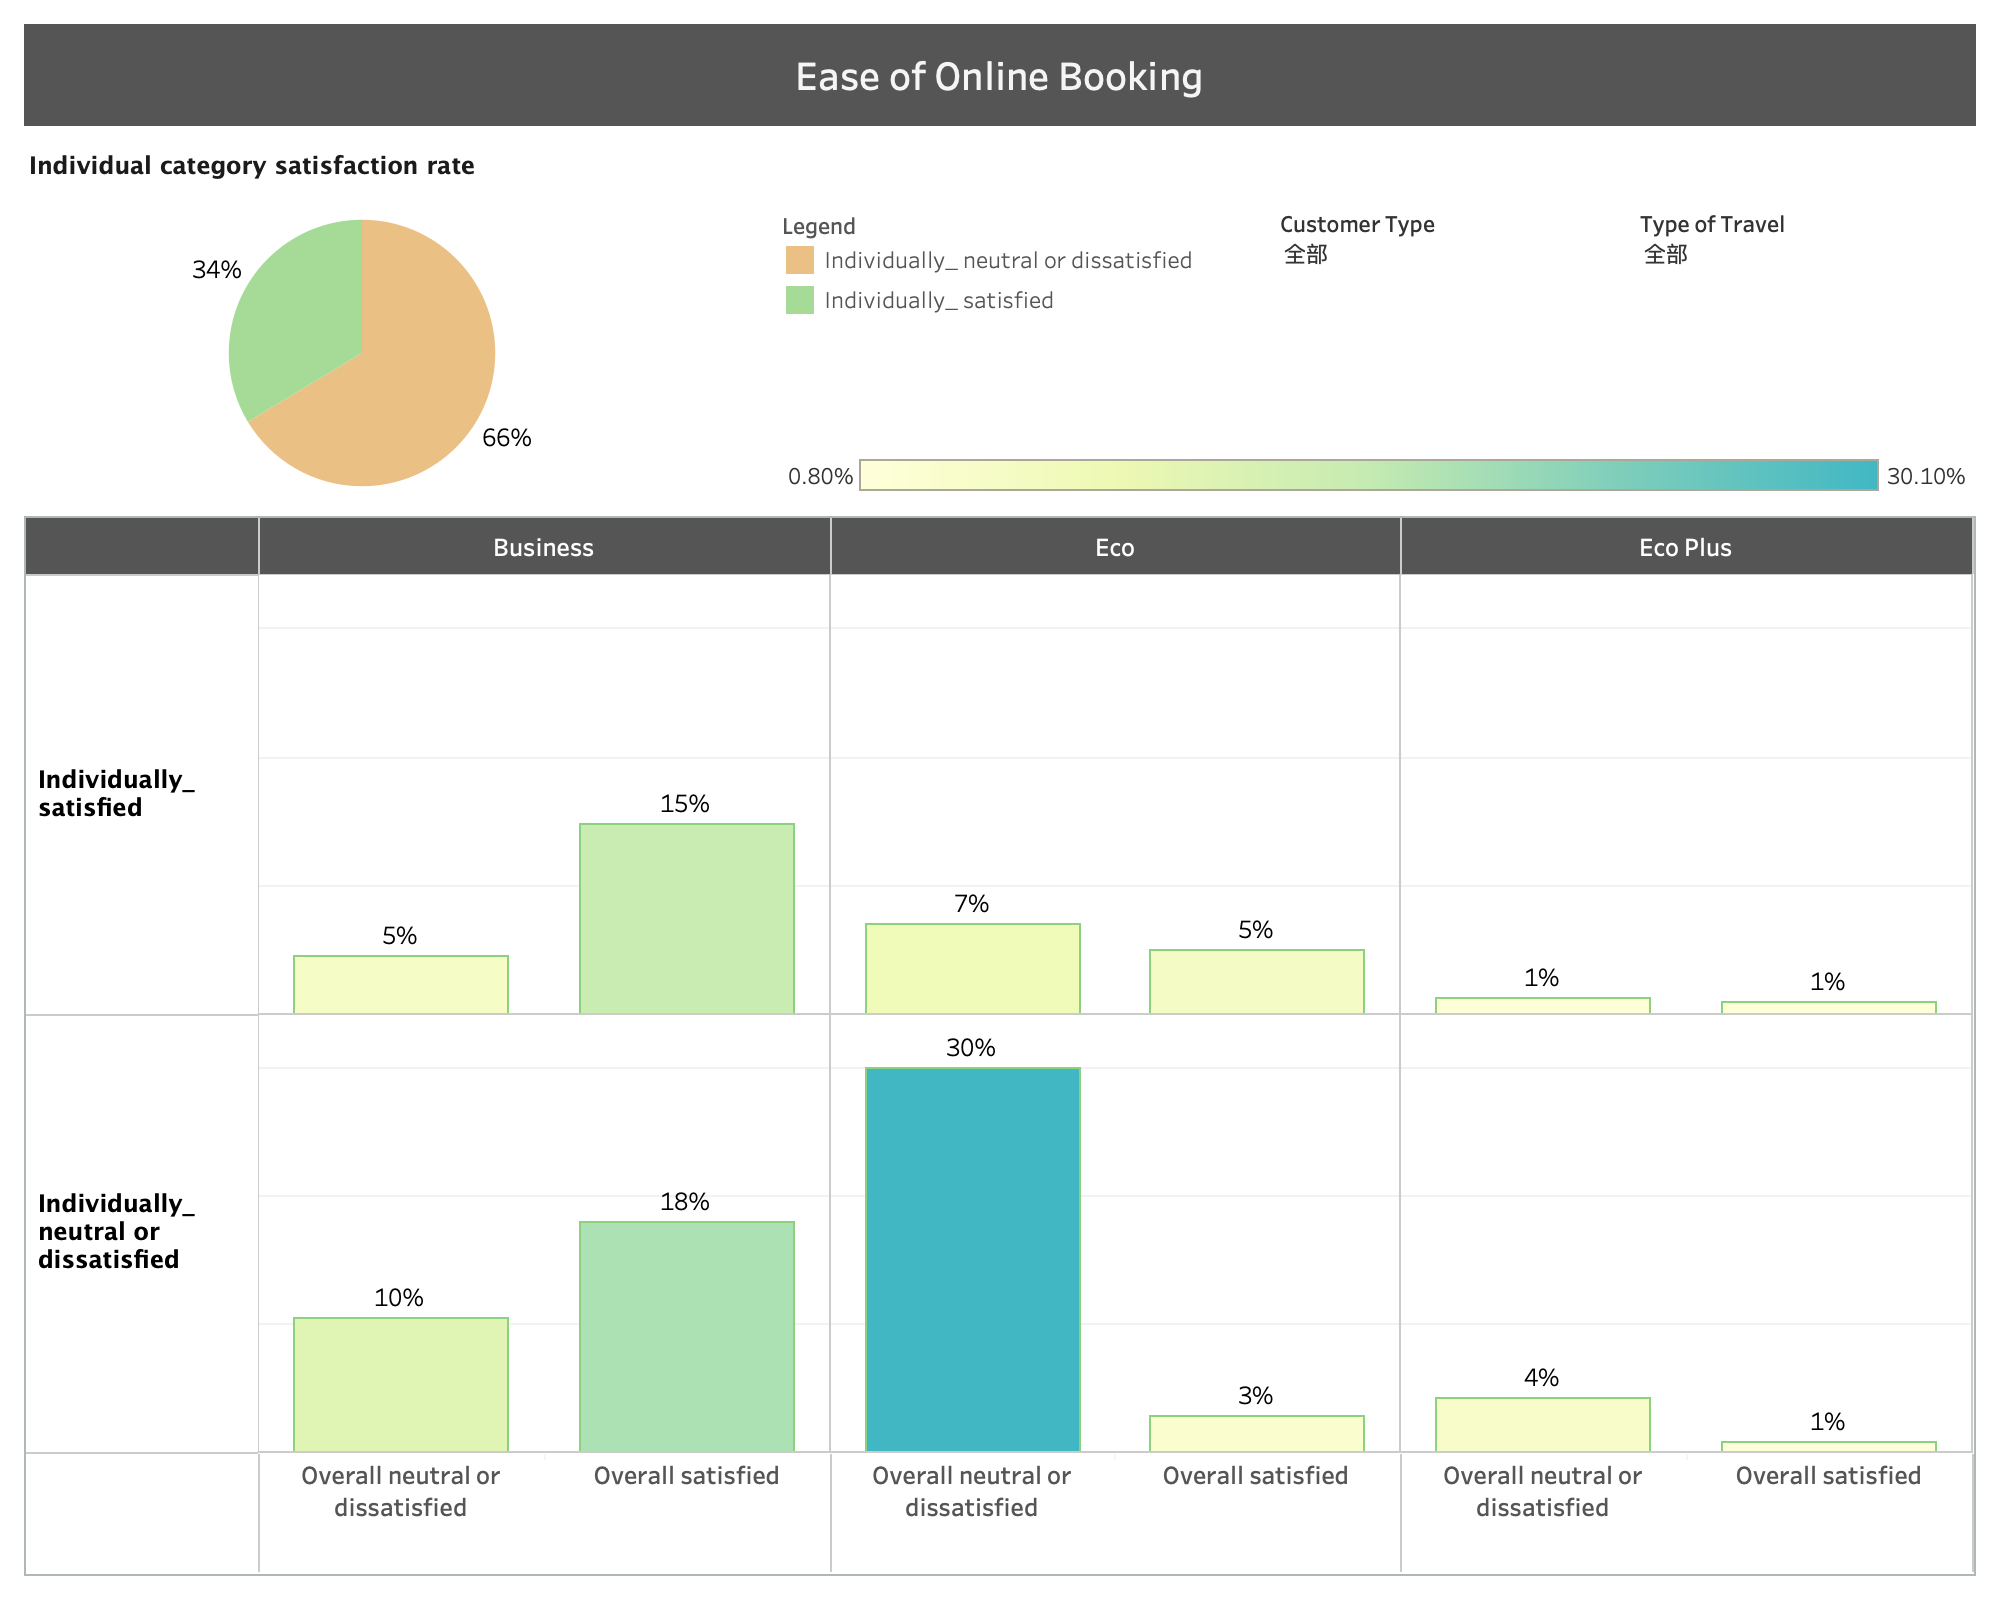 Ease of Online Booking
Individual category satisfaction rate
34%
66%
Legend
Individually_ neutral or dissatisfied
Individually_ satisfied
Customer Type
全部
Type of Travel
全部
0.80%
30.10%
Business
Eco
Eco Plus
Individually_
satisfied
5%
15%
7%
5%
1%
1%
Individually_
neutral or
dissatisfied
10%
18%
30%
3%
4%
1%
Overall neutral or
dissatisfied
Overall satisfied
Overall neutral or
dissatisfied
Overall satisfied
Overall neutral or
dissatisfied
Overall satisfied